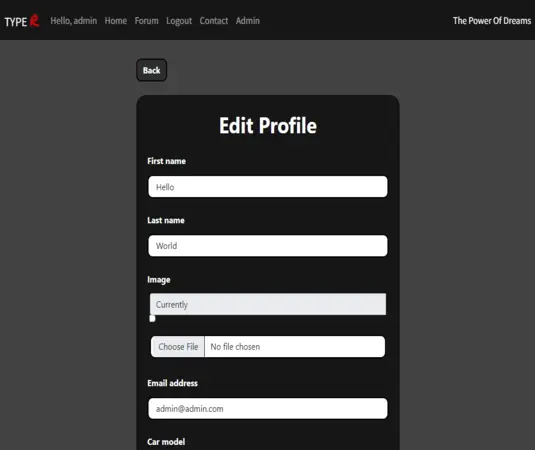 TYPE R Hello, admin Home Forum Logout Contact Admin The Power Of Dreams
Back
Edit Profile
First name
Hello
Last name
World
Image
Currently
Choose File No file chosen
Email address
admin@admin.com
Car model